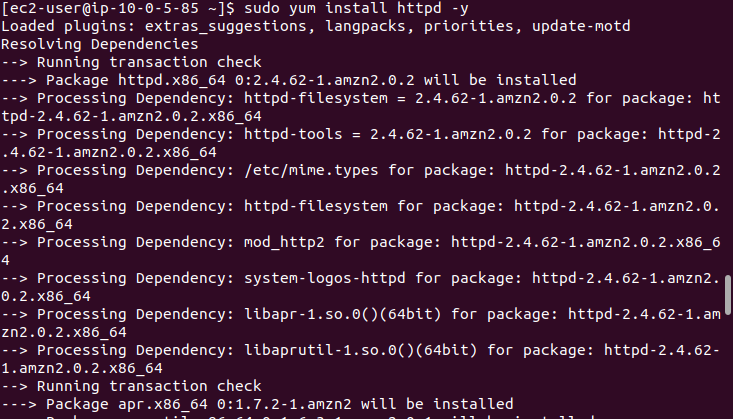 [ec2-user@ip-10-0-5-85 ~]$ sudo yum install httpd -y
Loaded plugins: extras_suggestions, langpacks, priorities, update-motd
Resolving Dependencies
--> Running transaction check
---> Package httpd.x86_64 0:2.4.62-1.amzn2.0.2 will be installed
--> Processing Dependency: httpd-filesystem = 2.4.62-1.amzn2.0.2 for package: ht
tpd-2.4.62-1.amzn2.0.2.x86_64
--> Processing Dependency: httpd-tools = 2.4.62-1.amzn2.0.2 for package: httpd-2
.4.62-1.amzn2.0.2.x86_64
--> Processing Dependency: /etc/mime.types for package: httpd-2.4.62-1.amzn2.0.2
.x86_64
--> Processing Dependency: httpd-filesystem for package: httpd-2.4.62-1.amzn2.0.
2.x86_64
--> Processing Dependency: mod_http2 for package: httpd-2.4.62-1.amzn2.0.2.x86_6
4
--> Processing Dependency: system-logos-httpd for package: httpd-2.4.62-1.amzn2.
0.2.x86_64
--> Processing Dependency: libapr-1.so.0()(64bit) for package: httpd-2.4.62-1.am
zn2.0.2.x86_64
--> Processing Dependency: libaprutil-1.so.0()(64bit) for package: httpd-2.4.62-
1.amzn2.0.2.x86_64
--> Running transaction check
---> Package apr.x86_64 0:1.7.2-1.amzn2 will be installed